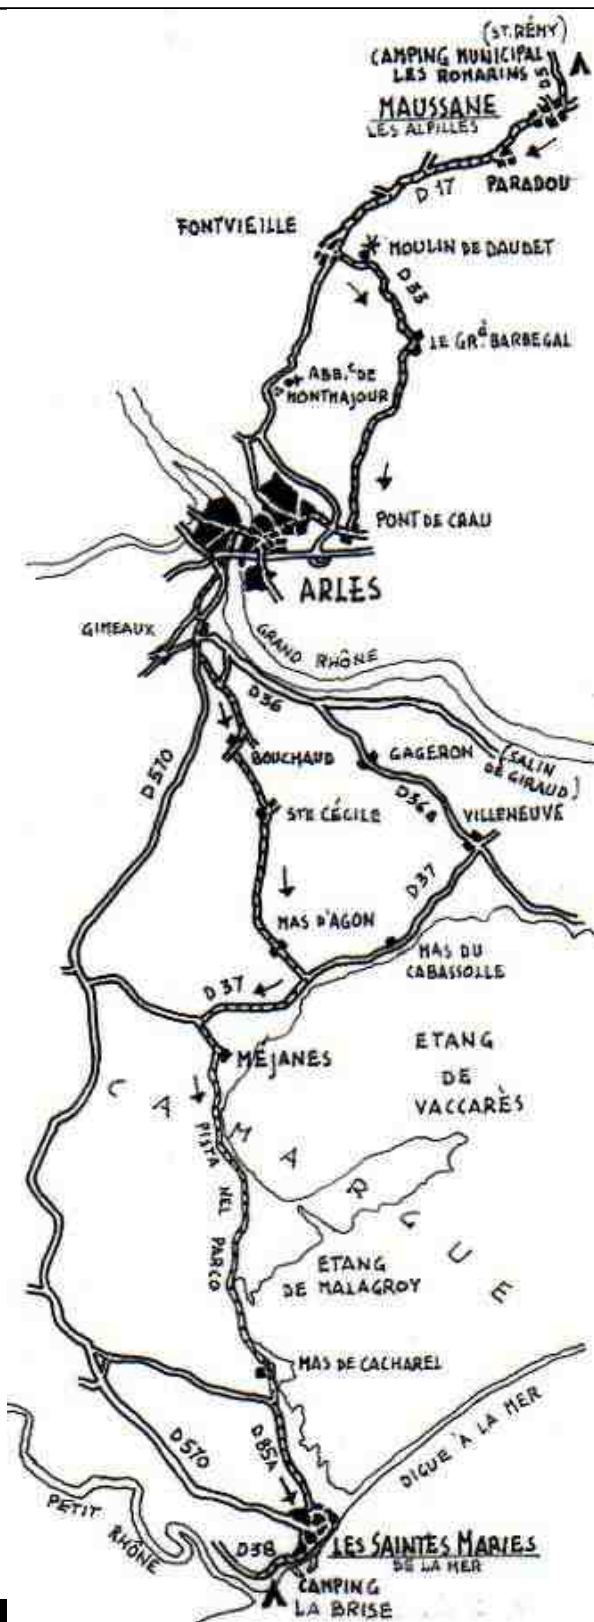 (ST. RÉMY)
CAMPING MUNICIPAL
LES ROMARINS
D5
MAUSSANE
LES ALPILLES
PARADOU
D 17
FONTVIEILLE
MOULIN DE DAUDET
D33
LE GR.d BARBEGAL
ABB.e DE
MONTMAJOUR
PONT DE CRAU
ARLES
GIMEAUX
GRAND RHÔNE
D36
D570
BOUCHAUD
GAGERON
(SALIN
DE GIRAUD)
D36B
STE CÉCILE
VILLENEUVE
D37
MAS D'AGON
MAS DU
CABASSOLLE
D37
MÉJANES
ETANG
DE
VACCARÈS
CAMARGUE
PISTA NEL PARCO
ETANG
DE MALAGROY
MAS DE CACHAREL
D570
D85A
DIGUE À LA MER
PETIT
RHÔNE
D38
LES SAINTES MARIES
DE LA MER
CAMPING
LA BRISE